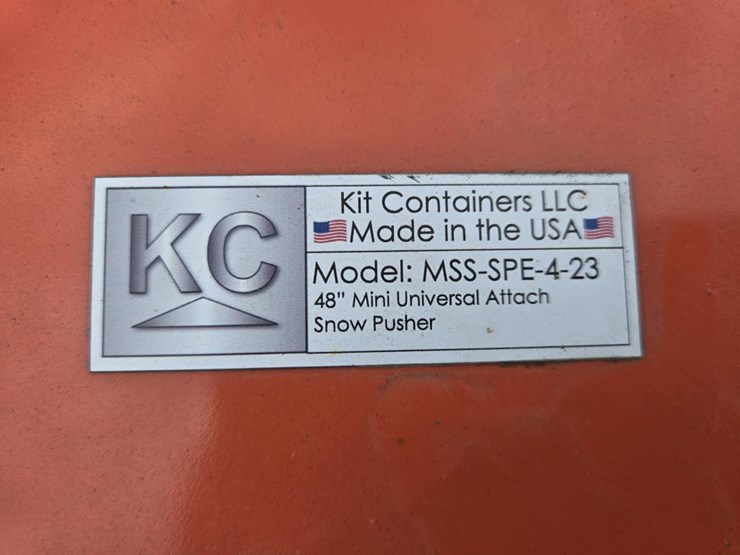 KC
Kit Containers LLC
Made in the USA
Model: MSS-SPE-4-23
48" Mini Universal Attach
Snow Pusher